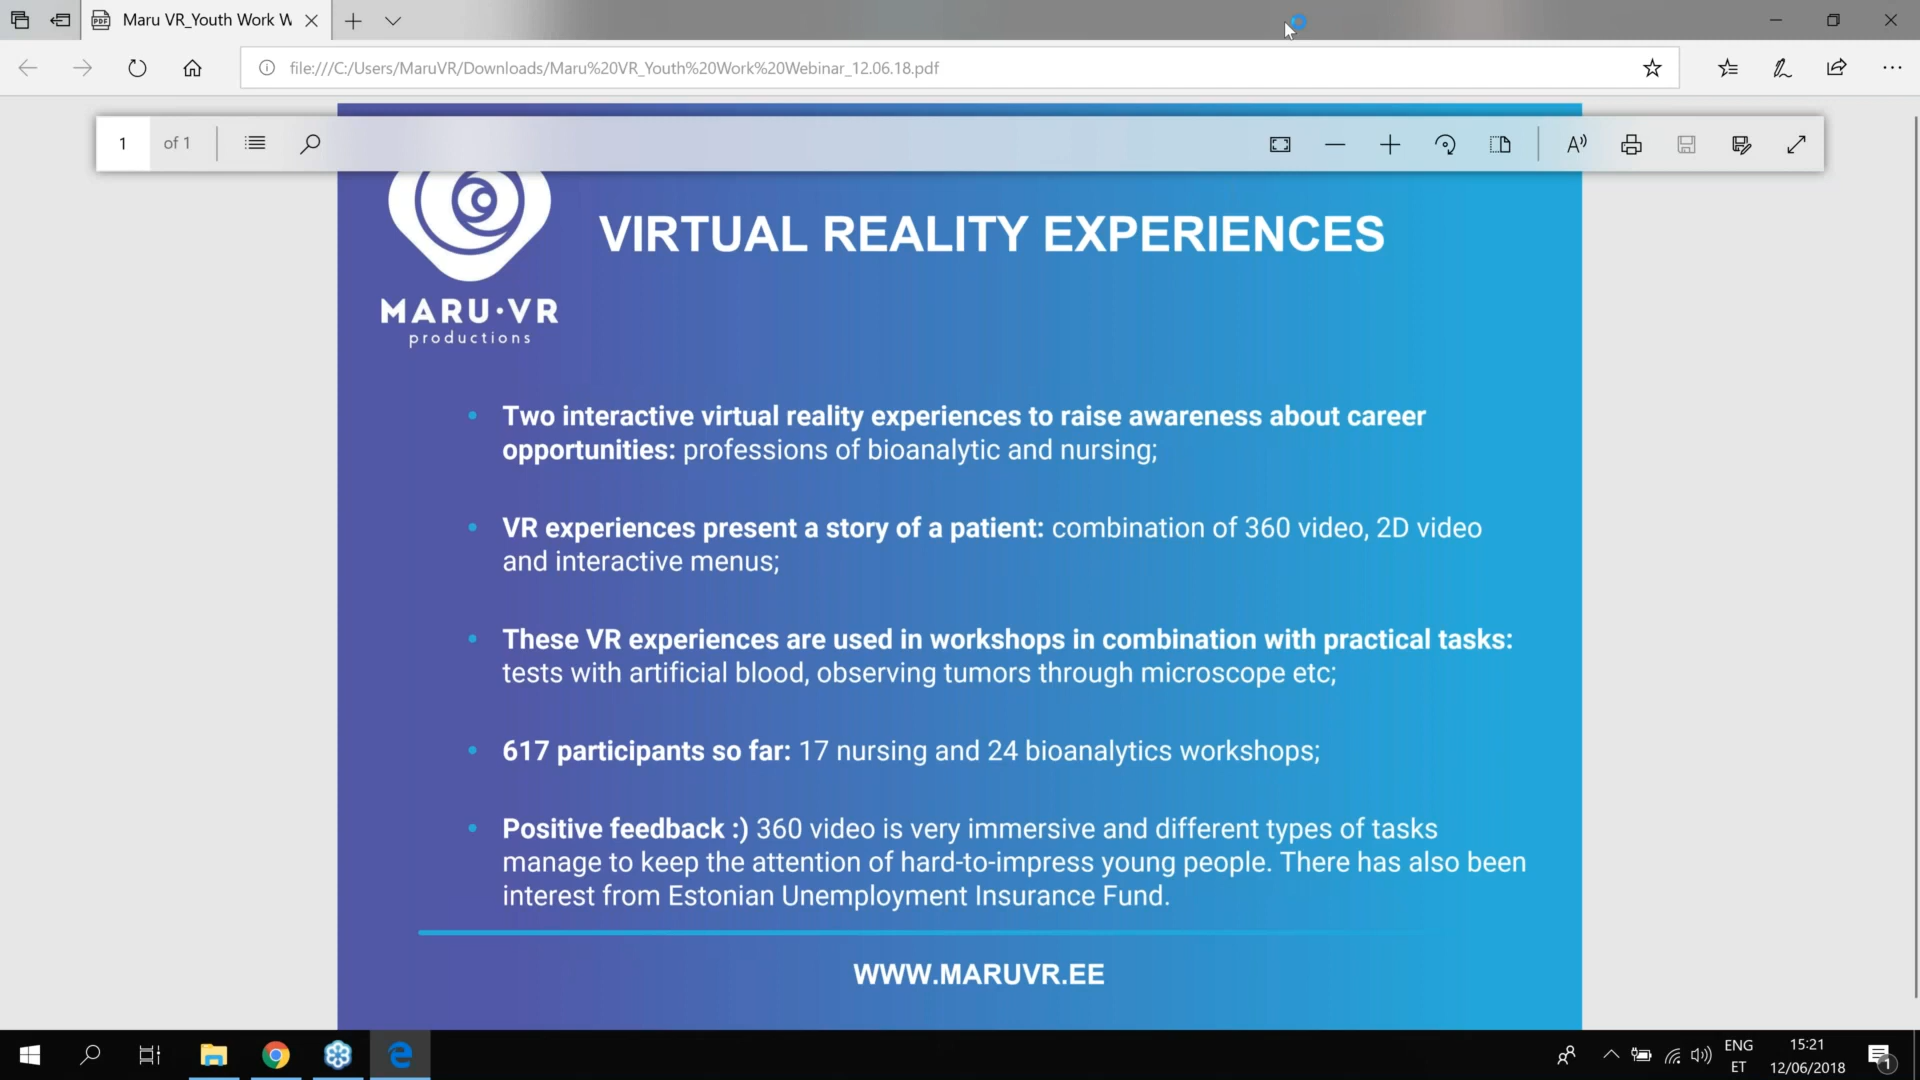 Maru VR_Youth Work W
file:///C:/Users/MaruVR/Downloads/Maru%20VR_Youth%20Work%20Webinar_12.06.18.pdf
1 of 1
VIRTUAL REALITY EXPERIENCES
MARU·VR
productions
• Two interactive virtual reality experiences to raise awareness about career
opportunities: professions of bioanalytic and nursing;
• VR experiences present a story of a patient: combination of 360 video, 2D video
and interactive menus;
• These VR experiences are used in workshops in combination with practical tasks:
tests with artificial blood, observing tumors through microscope etc;
• 617 participants so far: 17 nursing and 24 bioanalytics workshops;
• Positive feedback :) 360 video is very immersive and different types of tasks
manage to keep the attention of hard-to-impress young people. There has also been
interest from Estonian Unemployment Insurance Fund.
WWW.MARUVR.EE
ENG
ET
15:21
12/06/2018
1